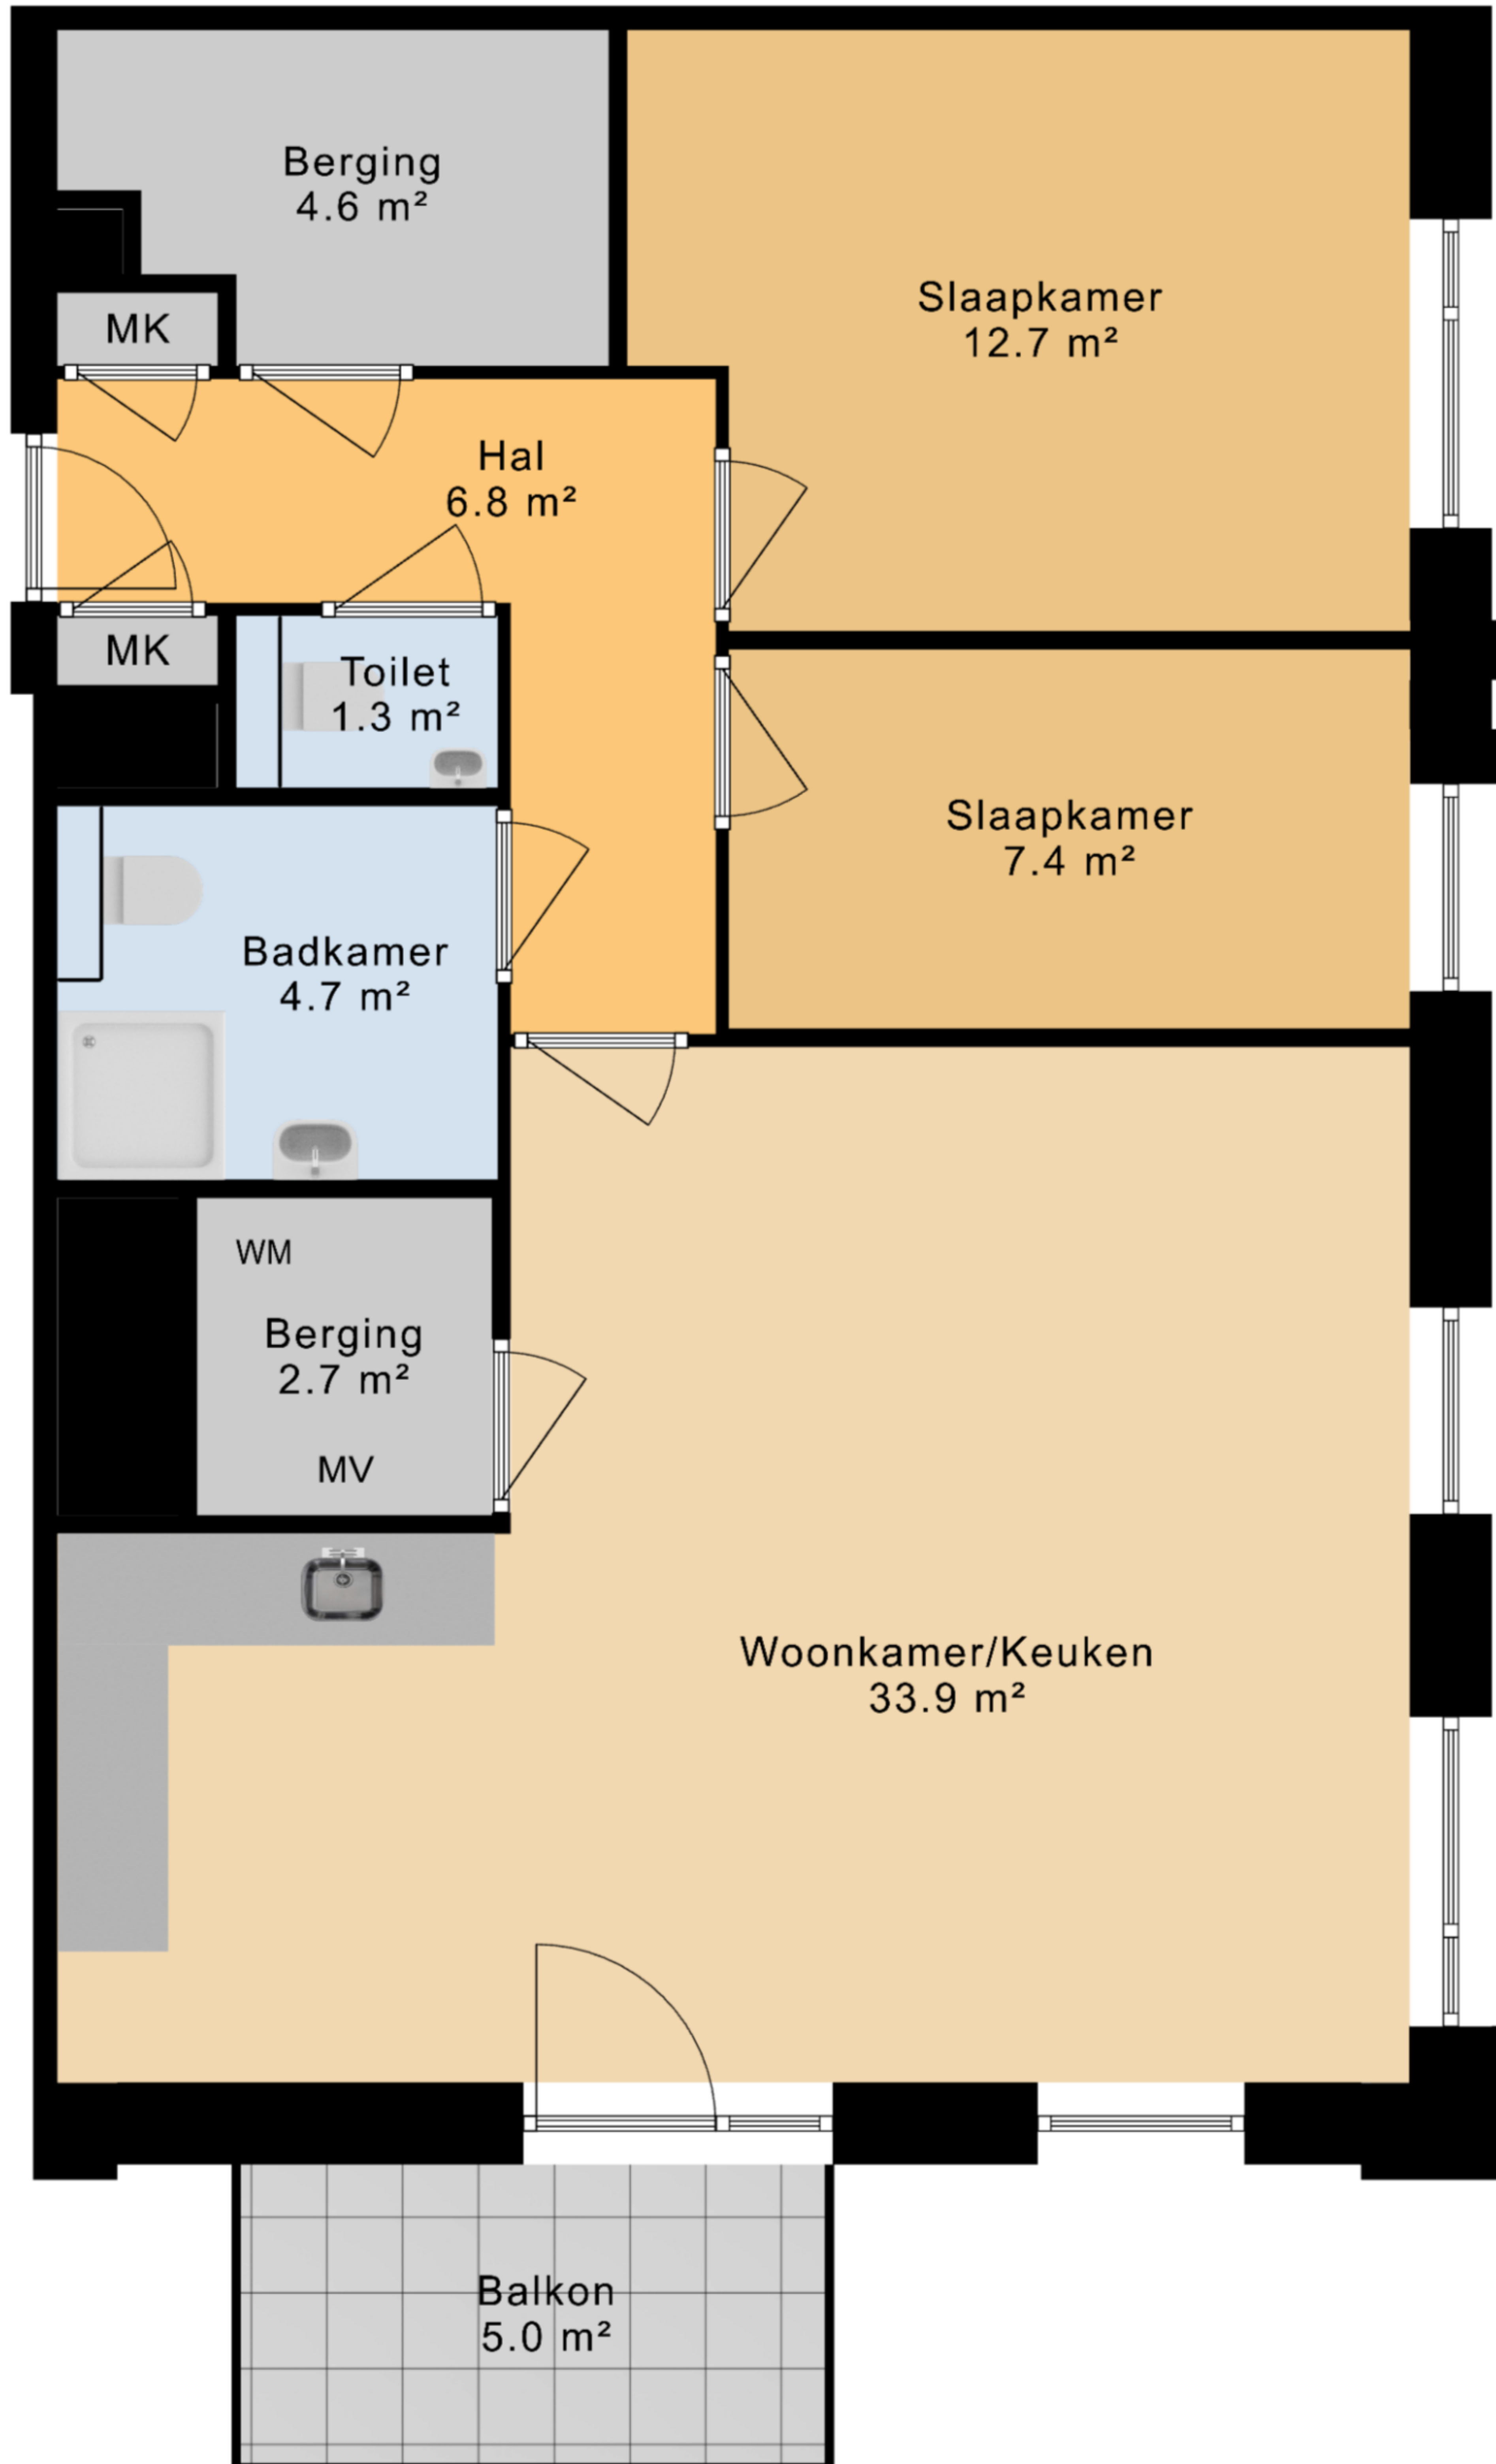 Berging
4.6 m²
Slaapkamer
12.7 m²
MK
Hal
6.8 m²
MK
Toilet
1.3 m²
Slaapkamer
7.4 m²
Badkamer
4.7 m²
WM
Berging
2.7 m²
MV
Woonkamer/Keuken
33.9 m²
Balkon
5.0 m²